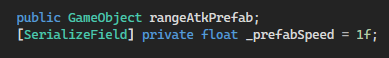 public GameObject rangeAtkPrefab;
[SerializeField] private float _prefabSpeed = 1f;